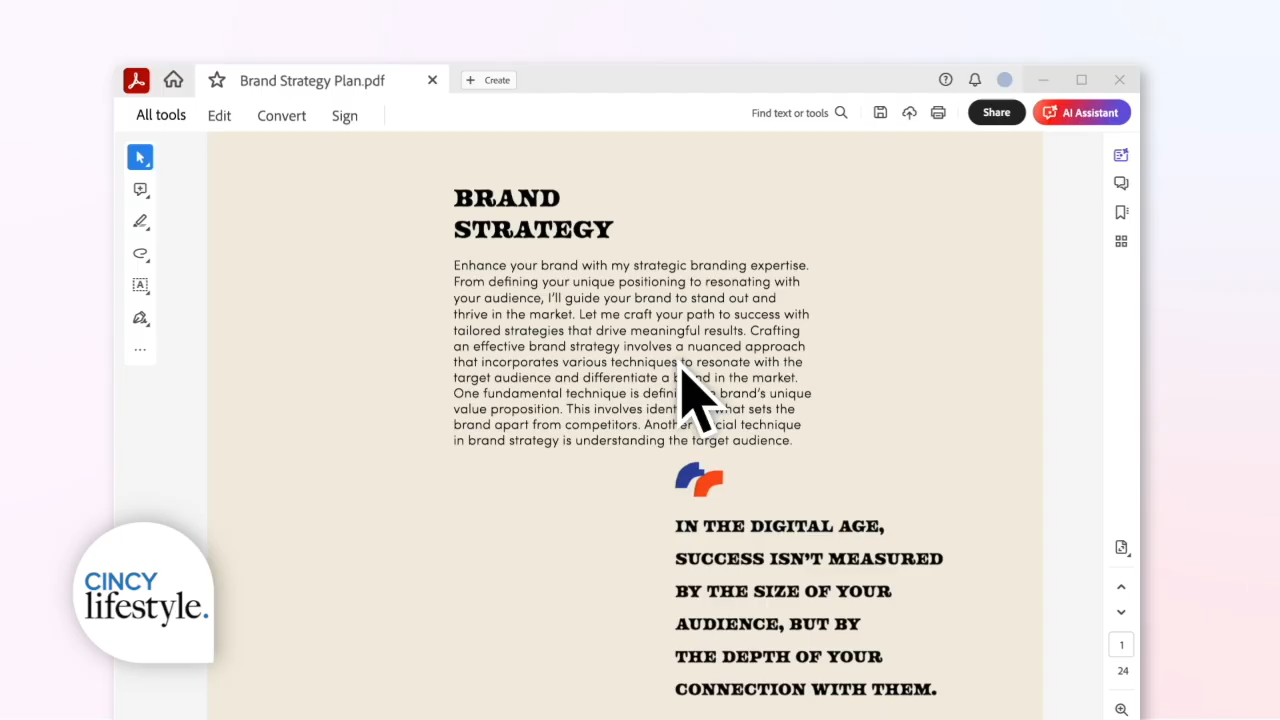 Brand Strategy Plan.pdf
Create
All tools
Edit
Convert
Sign
Find text or tools
Share
AI Assistant
BRAND
STRATEGY
Enhance your brand with my strategic branding expertise.
From defining your unique positioning to resonating with
your audience, I'll guide your brand to stand out and
thrive in the market. Let me craft your path to success with
tailored strategies that drive meaningful results. Crafting
an effective brand strategy involves a nuanced approach
that incorporates various techniques to resonate with the
target audience and differentiate a in the market.
One fundamental technique is brand's unique
value proposition. This involves what sets the
brand apart from competitors. technique
in brand strategy is understanding the target audience.
IN THE DIGITAL AGE,
SUCCESS ISN'T MEASURED
BY THE SIZE OF YOUR
AUDIENCE, BUT BY
THE DEPTH OF YOUR
CONNECTION WITH THEM.
CINCY
lifestyle.
1
24